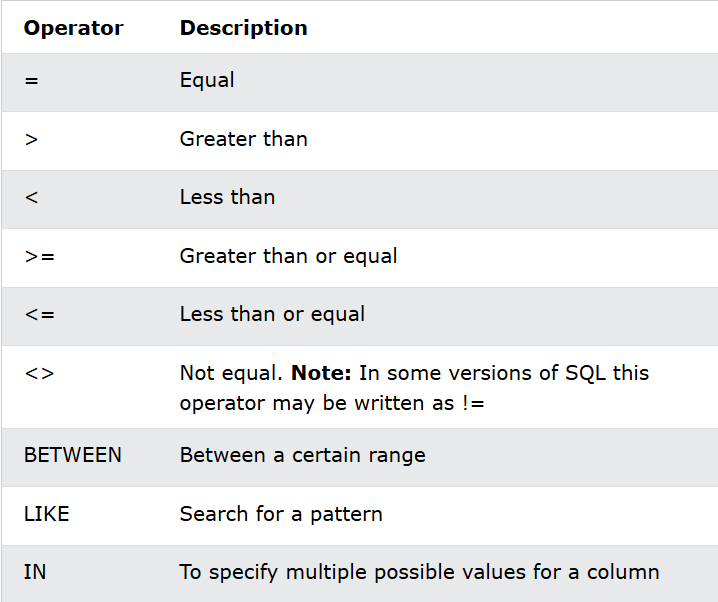 Operator Description
= Equal
> Greater than
< Less than
>= Greater than or equal
<= Less than or equal
<> Not equal. Note: In some versions of SQL this
operator may be written as !=
BETWEEN Between a certain range
LIKE Search for a pattern
IN To specify multiple possible values for a column